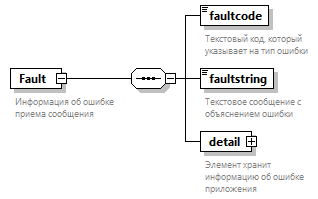 faultcode
Текстовый код, который
указывает на тип ошибки
Fault
Информация об ошибке
приема сообщения
faultstring
Текстовое сообщение с
объяснением ошибки
detail
Элемент хранит
информацию об ошибке
приложения